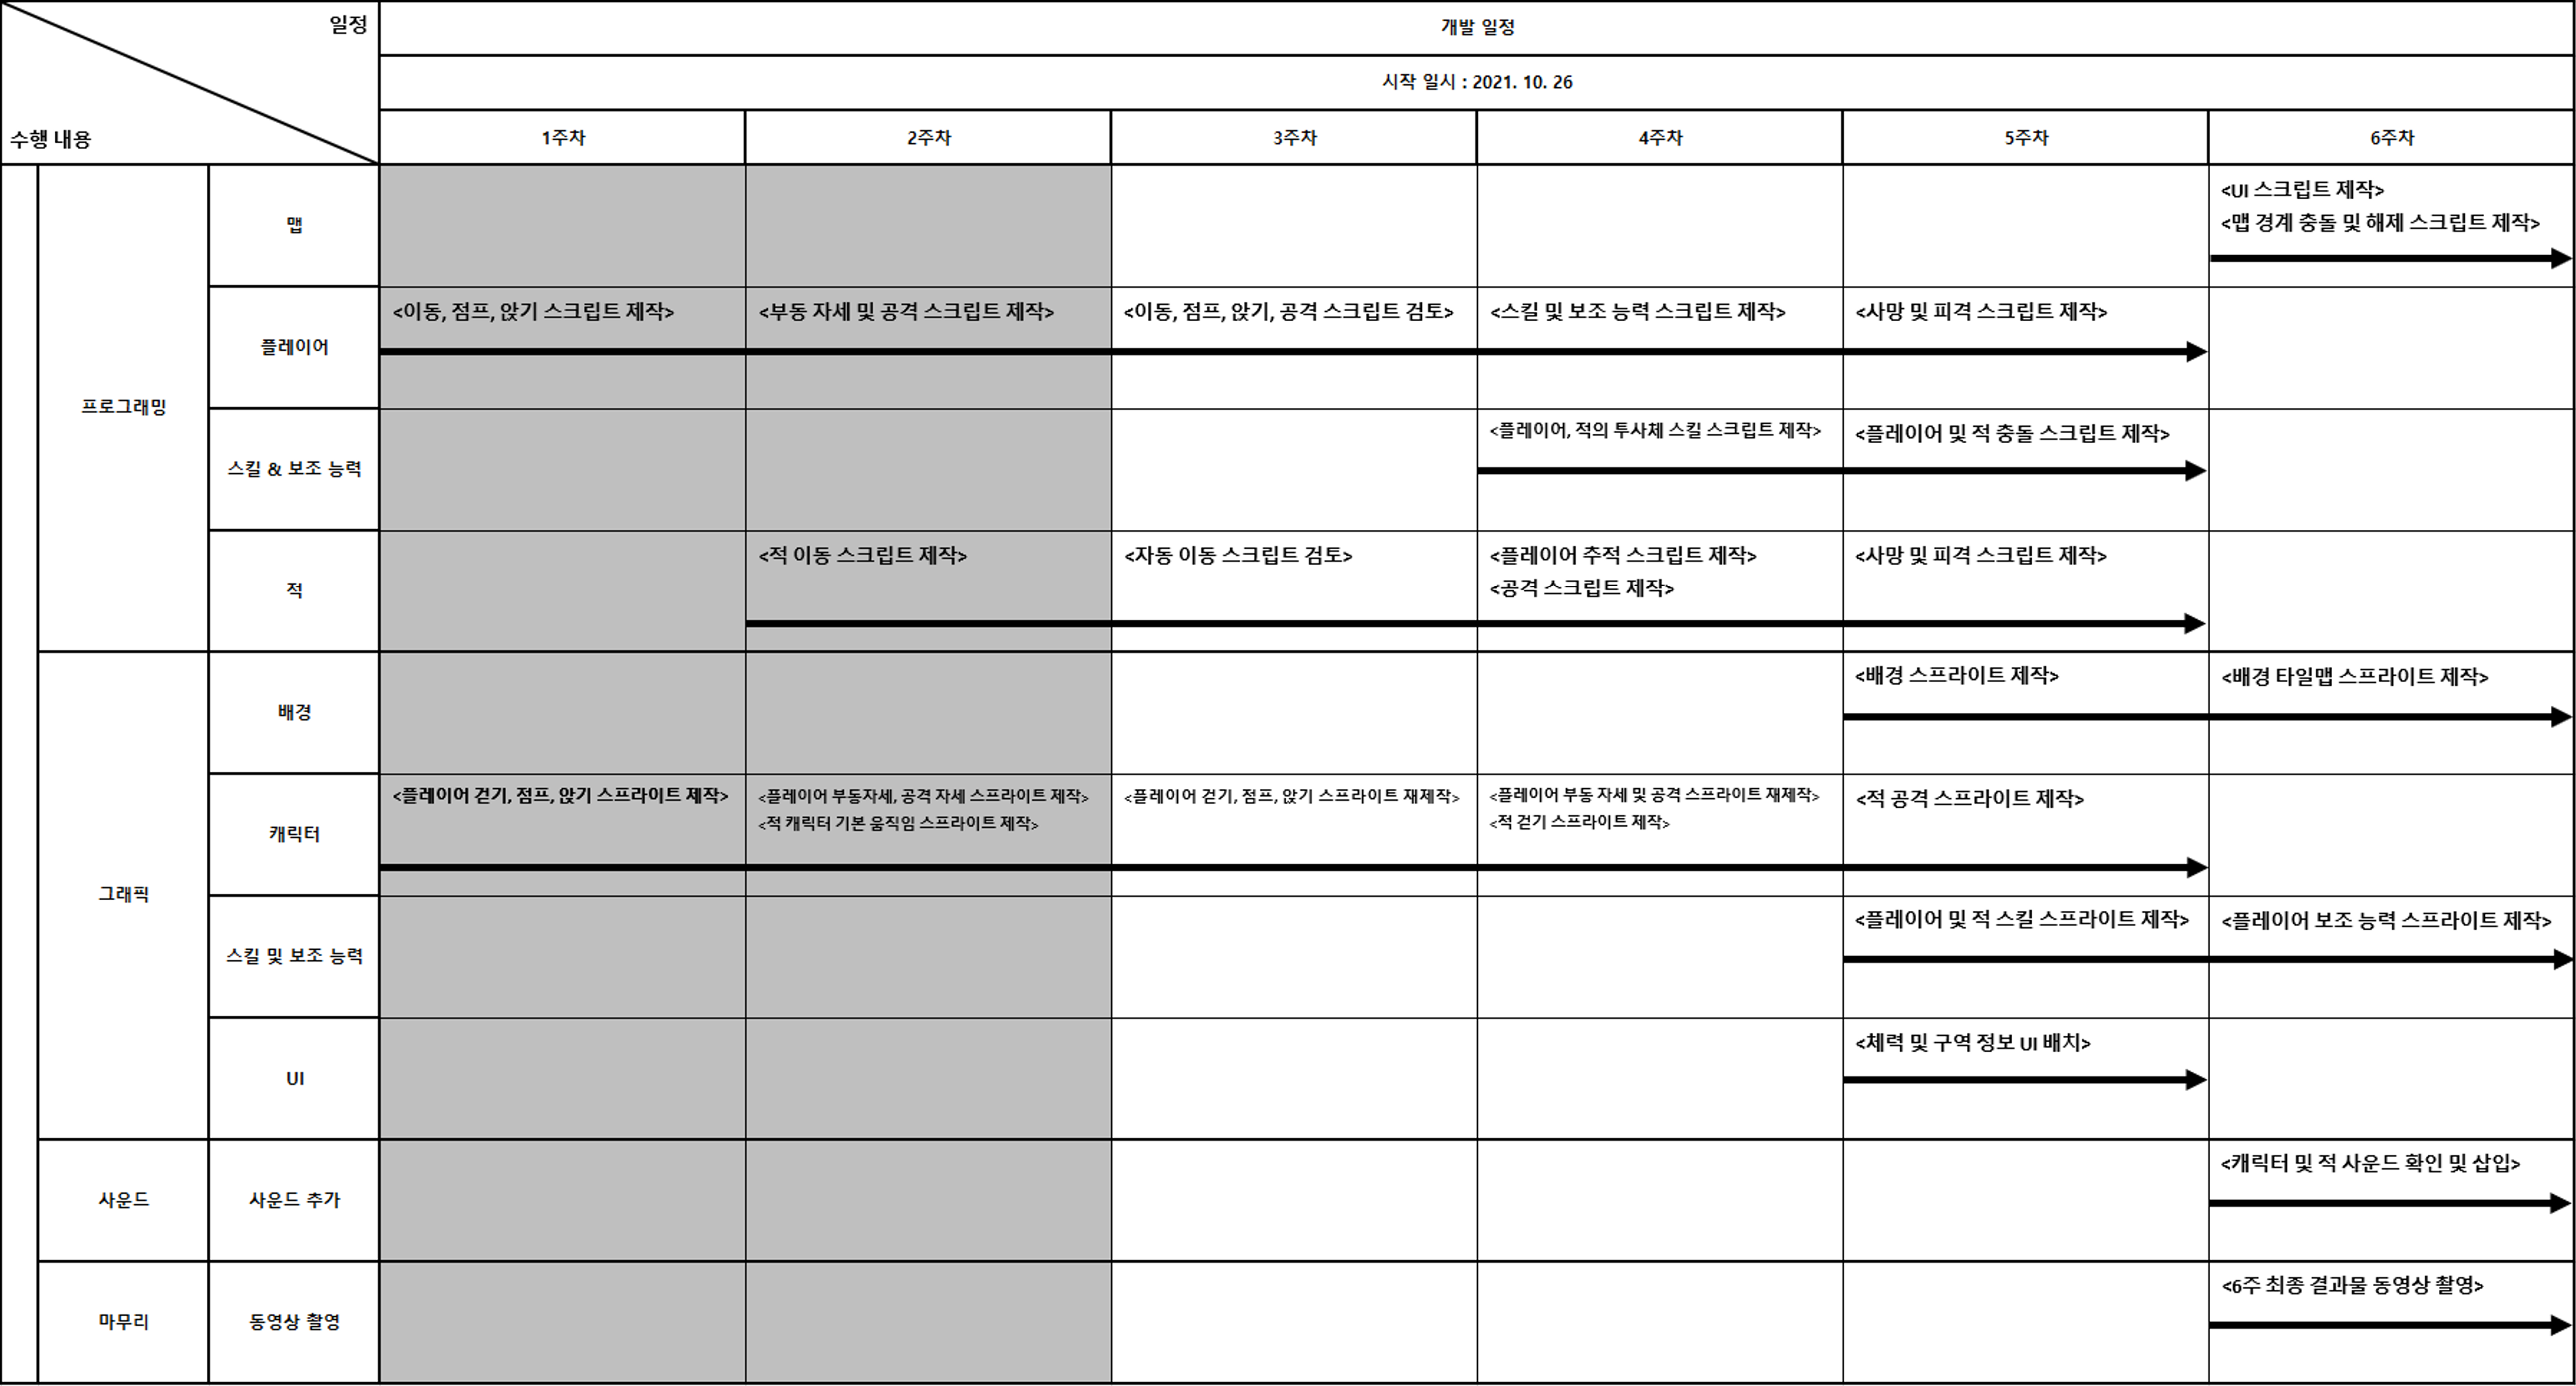 일정
수행 내용
개발 일정
시작 일시 : 2021. 10. 26
1주차
2주차
3주차
4주차
5주차
6주차
프로그래밍
맵
<UI 스크립트 제작>
<맵 경계 충돌 및 해제 스크립트 제작>
플레이어
<이동, 점프, 앉기 스크립트 제작>
<부동 자세 및 공격 스크립트 제작>
<이동, 점프, 앉기, 공격 스크립트 검토>
<스킬 및 보조 능력 스크립트 제작>
<사망 및 피격 스크립트 제작>
스킬 & 보조 능력
<플레이어, 적의 투사체 스킬 스크립트 제작>
<플레이어 및 적 충돌 스크립트 제작>
적
<적 이동 스크립트 제작>
<자동 이동 스크립트 검토>
<플레이어 추적 스크립트 제작>
<공격 스크립트 제작>
<사망 및 피격 스크립트 제작>
그래픽
배경
<배경 스프라이트 제작>
<배경 타일맵 스프라이트 제작>
캐릭터
<플레이어 걷기, 점프, 앉기 스프라이트 제작>
<플레이어 부동자세, 공격 자세 스프라이트 제작>
<적 캐릭터 기본 움직임 스프라이트 제작>
<플레이어 걷기, 점프, 앉기 스프라이트 재제작>
<플레이어 부동 자세 및 공격 스프라이트 재제작>
<적 걷기 스프라이트 제작>
<적 공격 스프라이트 제작>
스킬 및 보조 능력
<플레이어 및 적 스킬 스프라이트 제작>
<플레이어 보조 능력 스프라이트 제작>
UI
<체력 및 구역 정보 UI 배치>
사운드
사운드 추가
<캐릭터 및 적 사운드 확인 및 삽입>
마무리
동영상 촬영
<6주 최종 결과물 동영상 촬영>